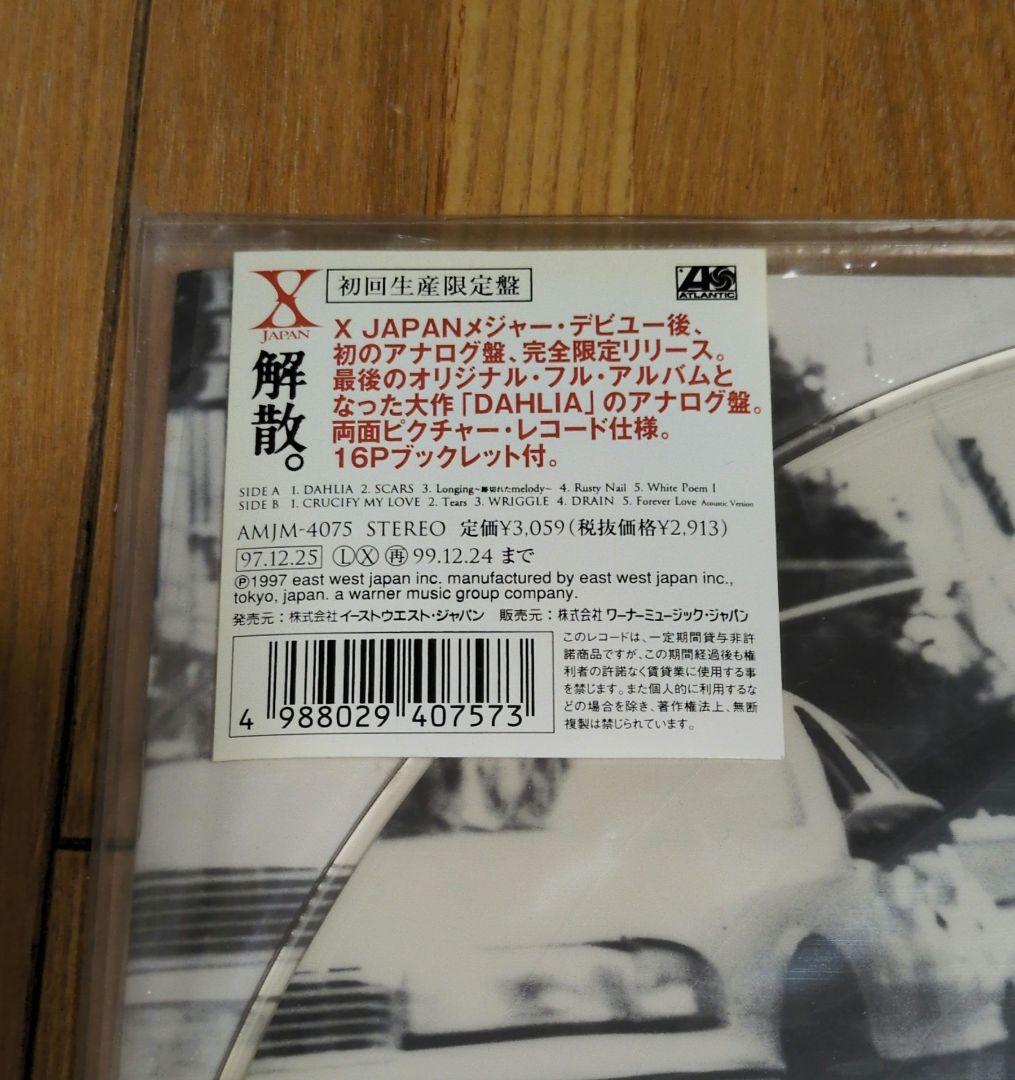 X
JAPAN
初回生産限定盤
ATLANTIC
解散。
X JAPANメジャー・デビュー後、
初のアナログ盤、完全限定リリース。
最後のオリジナル・フル・アルバムと
なった大作「DAHLIA」のアナログ盤。
両面ピクチャー・レコード仕様。
16Pブックレット付。
SIDE A 1. DAHLIA 2. SCARS 3. Longing~跡切れたmelody~ 4. Rusty Nail 5. White Poem I
SIDE B 1. CRUCIFY MY LOVE 2. Tears 3. WRIGGLE 4. DRAIN 5. Forever Love Acoustic Version
AMJM-4075 STEREO 定価¥3,059(税抜価格¥2,913)
97.12.25 Ⓛ Ⓧ ㊢ 99.12.24 まで
Ⓟ1997 east west japan inc. manufactured by east west japan inc.,
tokyo, japan. a warner music group company.
発売元:株式会社イーストウエスト・ジャパン 販売元:株式会社ワーナーミュージック・ジャパン
4 988029 407573
このレコードは、一定期間貸与非許
諾商品ですが、この期間経過後も権
利者の許諾なく賃貸業に使用する事
を禁じます。また個人的に利用するな
どの場合を除き、著作権法上、無断
複製は禁じられています。